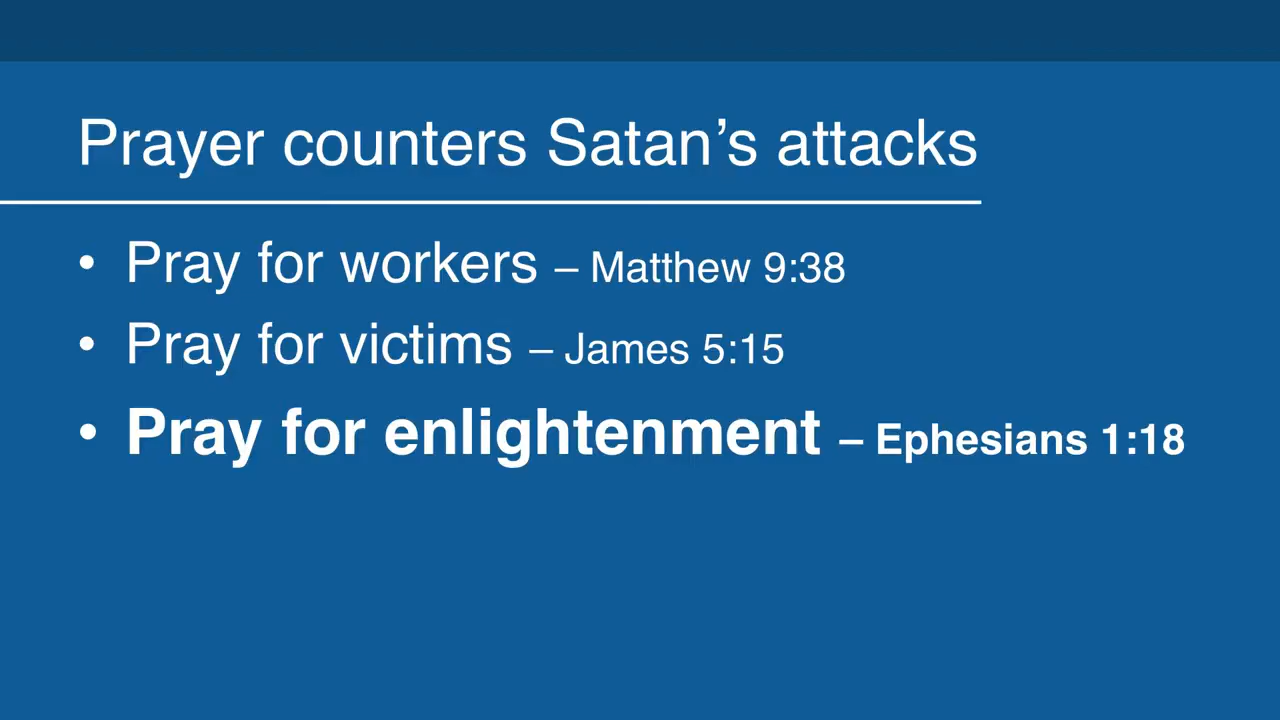 Prayer counters Satan’s attacks
• Pray for workers – Matthew 9:38
• Pray for victims – James 5:15
• Pray for enlightenment – Ephesians 1:18